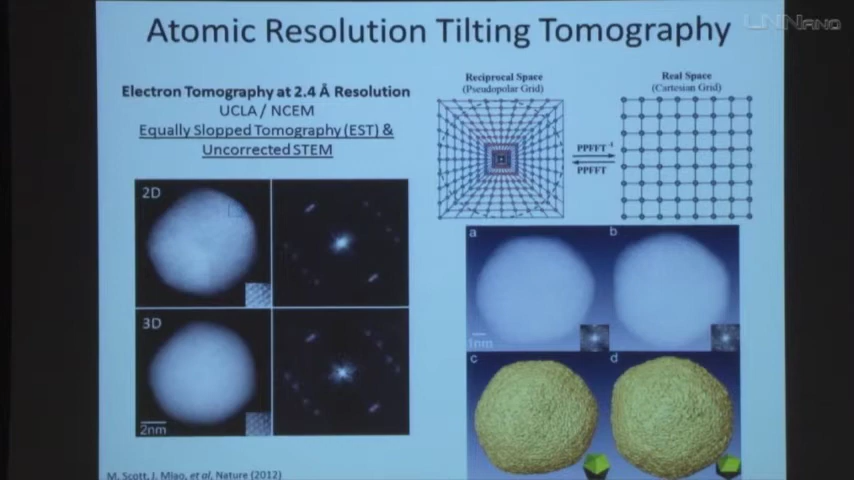 Atomic Resolution Tilting Tomography
LNNano
Electron Tomography at 2.4 Å Resolution
UCLA / NCEM
Equally Slopped Tomography (EST) &
Uncorrected STEM
Reciprocal Space
(Pseudopolar Grid)
Real Space
(Cartesian Grid)
PPFFT⁻¹
PPFFT
2D
3D
2nm
a
b
1nm
c
d
M. Scott, J. Miao, et al, Nature (2012)